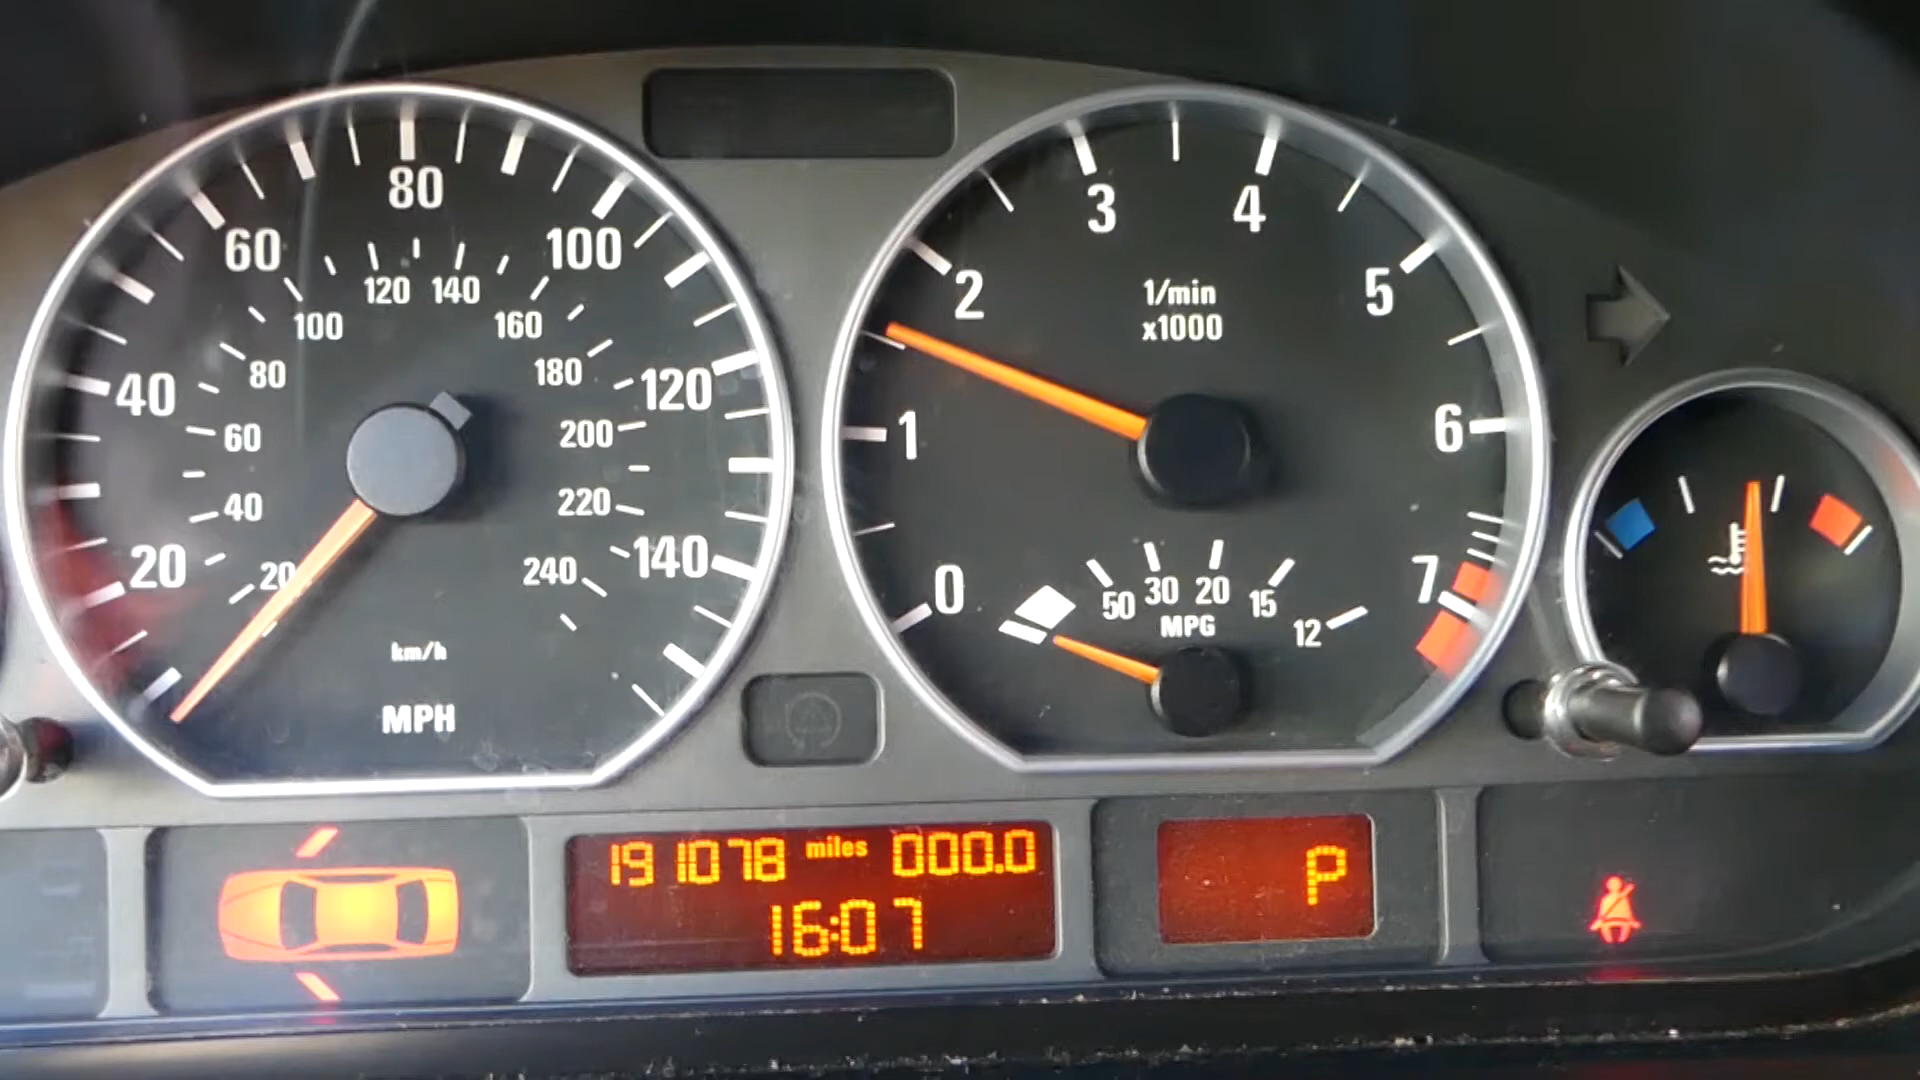 80
60 100
120 140
100 160
80 180
40 120
60 200
40 220
20 140
20 240
km/h
MPH
3 4
2 5
1/min
x1000
1 6
0 7
50 30 20 15 12
MPG
191078 miles 000.0
16:07
P